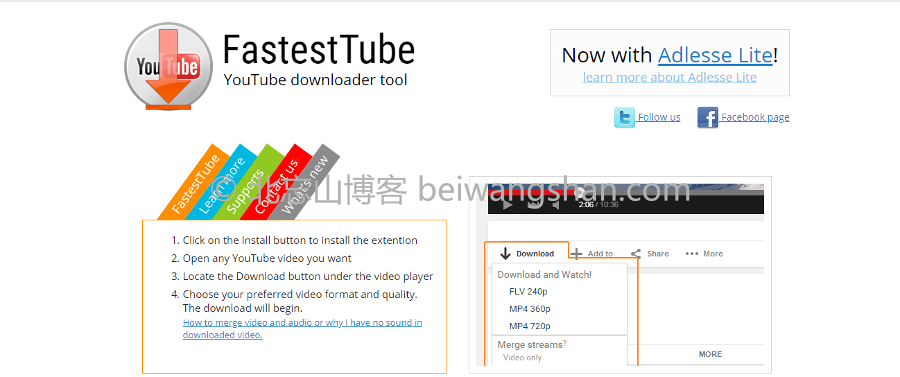 YouTube
FastestTube
YouTube downloader tool
Now with Adlesse Lite!
learn more about Adlesse Lite
Follow us
Facebook page
FastestTube
Learn more
Supports
Contact us
What's new
山博客 beiwangshan.com
1. Click on the Install button to Install the extention
2. Open any YouTube video you want
3. Locate the Download button under the video player
4. Choose your preferred video format and quality.
The download will begin.
How to merge video and audio or why I have no sound in
downloaded video.
2:06 / 10:36
Download
Add to
Share
More
Download and Watch!
FLV 240p
MP4 360p
MP4 720p
Merge streams?
Video only
MORE